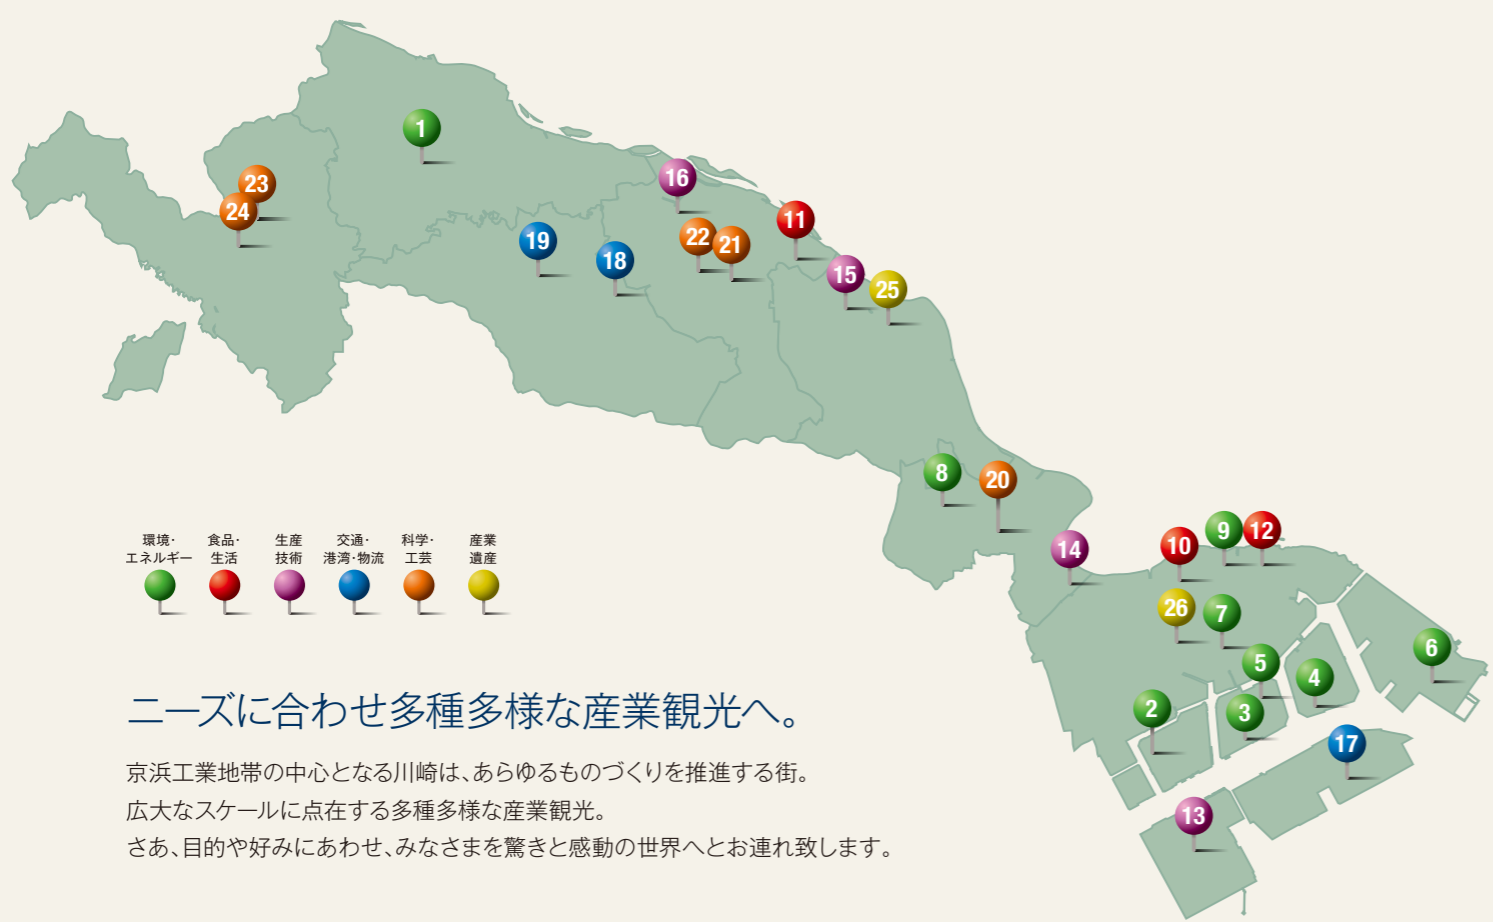 1
16
23
11
24
22
21
19
18
15
25
8
20
14
10
9
12
26
7
6
5
4
2
3
17
13
環境・
エネルギー
食品・
生活
生産
技術
交通・
港湾・物流
科学・
工芸
産業
遺産
ニーズに合わせ多種多様な産業観光へ。
京浜工業地帯の中心となる川崎は、あらゆるものづくりを推進する街。
広大なスケールに点在する多種多様な産業観光。
さあ、目的や好みにあわせ、みなさまを驚きと感動の世界へとお連れ致します。